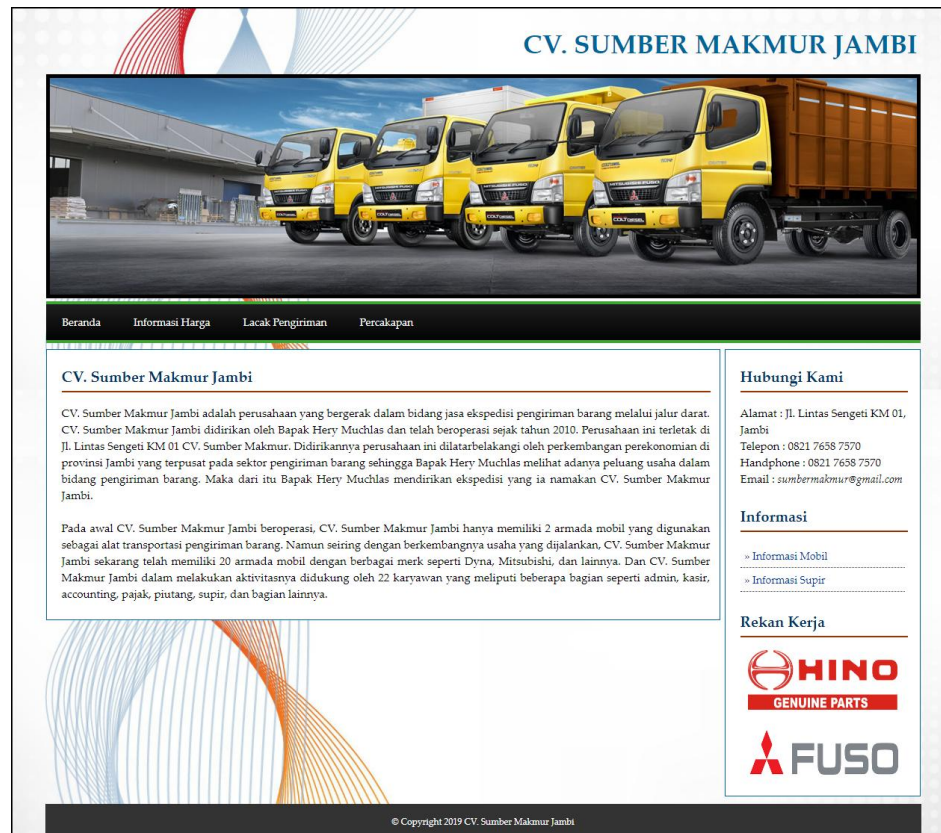 CV. SUMBER MAKMUR JAMBI
MITSUBISHI FUSO
COLT DIESEL
Beranda
Informasi Harga
Lacak Pengiriman
Percakapan
CV. Sumber Makmur Jambi
CV. Sumber Makmur Jambi adalah perusahaan yang bergerak dalam bidang jasa ekspedisi pengiriman barang melalui jalur darat.
CV. Sumber Makmur Jambi didirikan oleh Bapak Hery Muchlas dan telah beroperasi sejak tahun 2010. Perusahaan ini terletak di
Jl. Lintas Sengeti KM 01 CV. Sumber Makmur. Didirikannya perusahaan ini dilatarbelakangi oleh perkembangan perekonomian di
provinsi Jambi yang terpusat pada sektor pengiriman barang sehingga Bapak Hery Muchlas melihat adanya peluang usaha dalam
bidang pengiriman barang. Maka dari itu Bapak Hery Muchlas mendirikan ekspedisi yang ia namakan CV. Sumber Makmur
Jambi.
Pada awal CV. Sumber Makmur Jambi beroperasi, CV. Sumber Makmur Jambi hanya memiliki 2 armada mobil yang digunakan
sebagai alat transportasi pengiriman barang. Namun seiring dengan berkembangnya usaha yang dijalankan, CV. Sumber Makmur
Jambi sekarang telah memiliki 20 armada mobil dengan berbagai merk seperti Dyna, Mitsubishi, dan lainnya. Dan CV. Sumber
Makmur Jambi dalam melakukan aktivitasnya didukung oleh 22 karyawan yang meliputi beberapa bagian seperti admin, kasir,
accounting, pajak, piutang, supir, dan bagian lainnya.
Hubungi Kami
Alamat : Jl. Lintas Sengeti KM 01,
Jambi
Telepon : 0821 7658 7570
Handphone : 0821 7658 7570
Email : sumbermakmur@gmail.com
Informasi
» Informasi Mobil
» Informasi Supir
Rekan Kerja
HINO
GENUINE PARTS
FUSO
© Copyright 2019 CV. Sumber Makmur Jambi